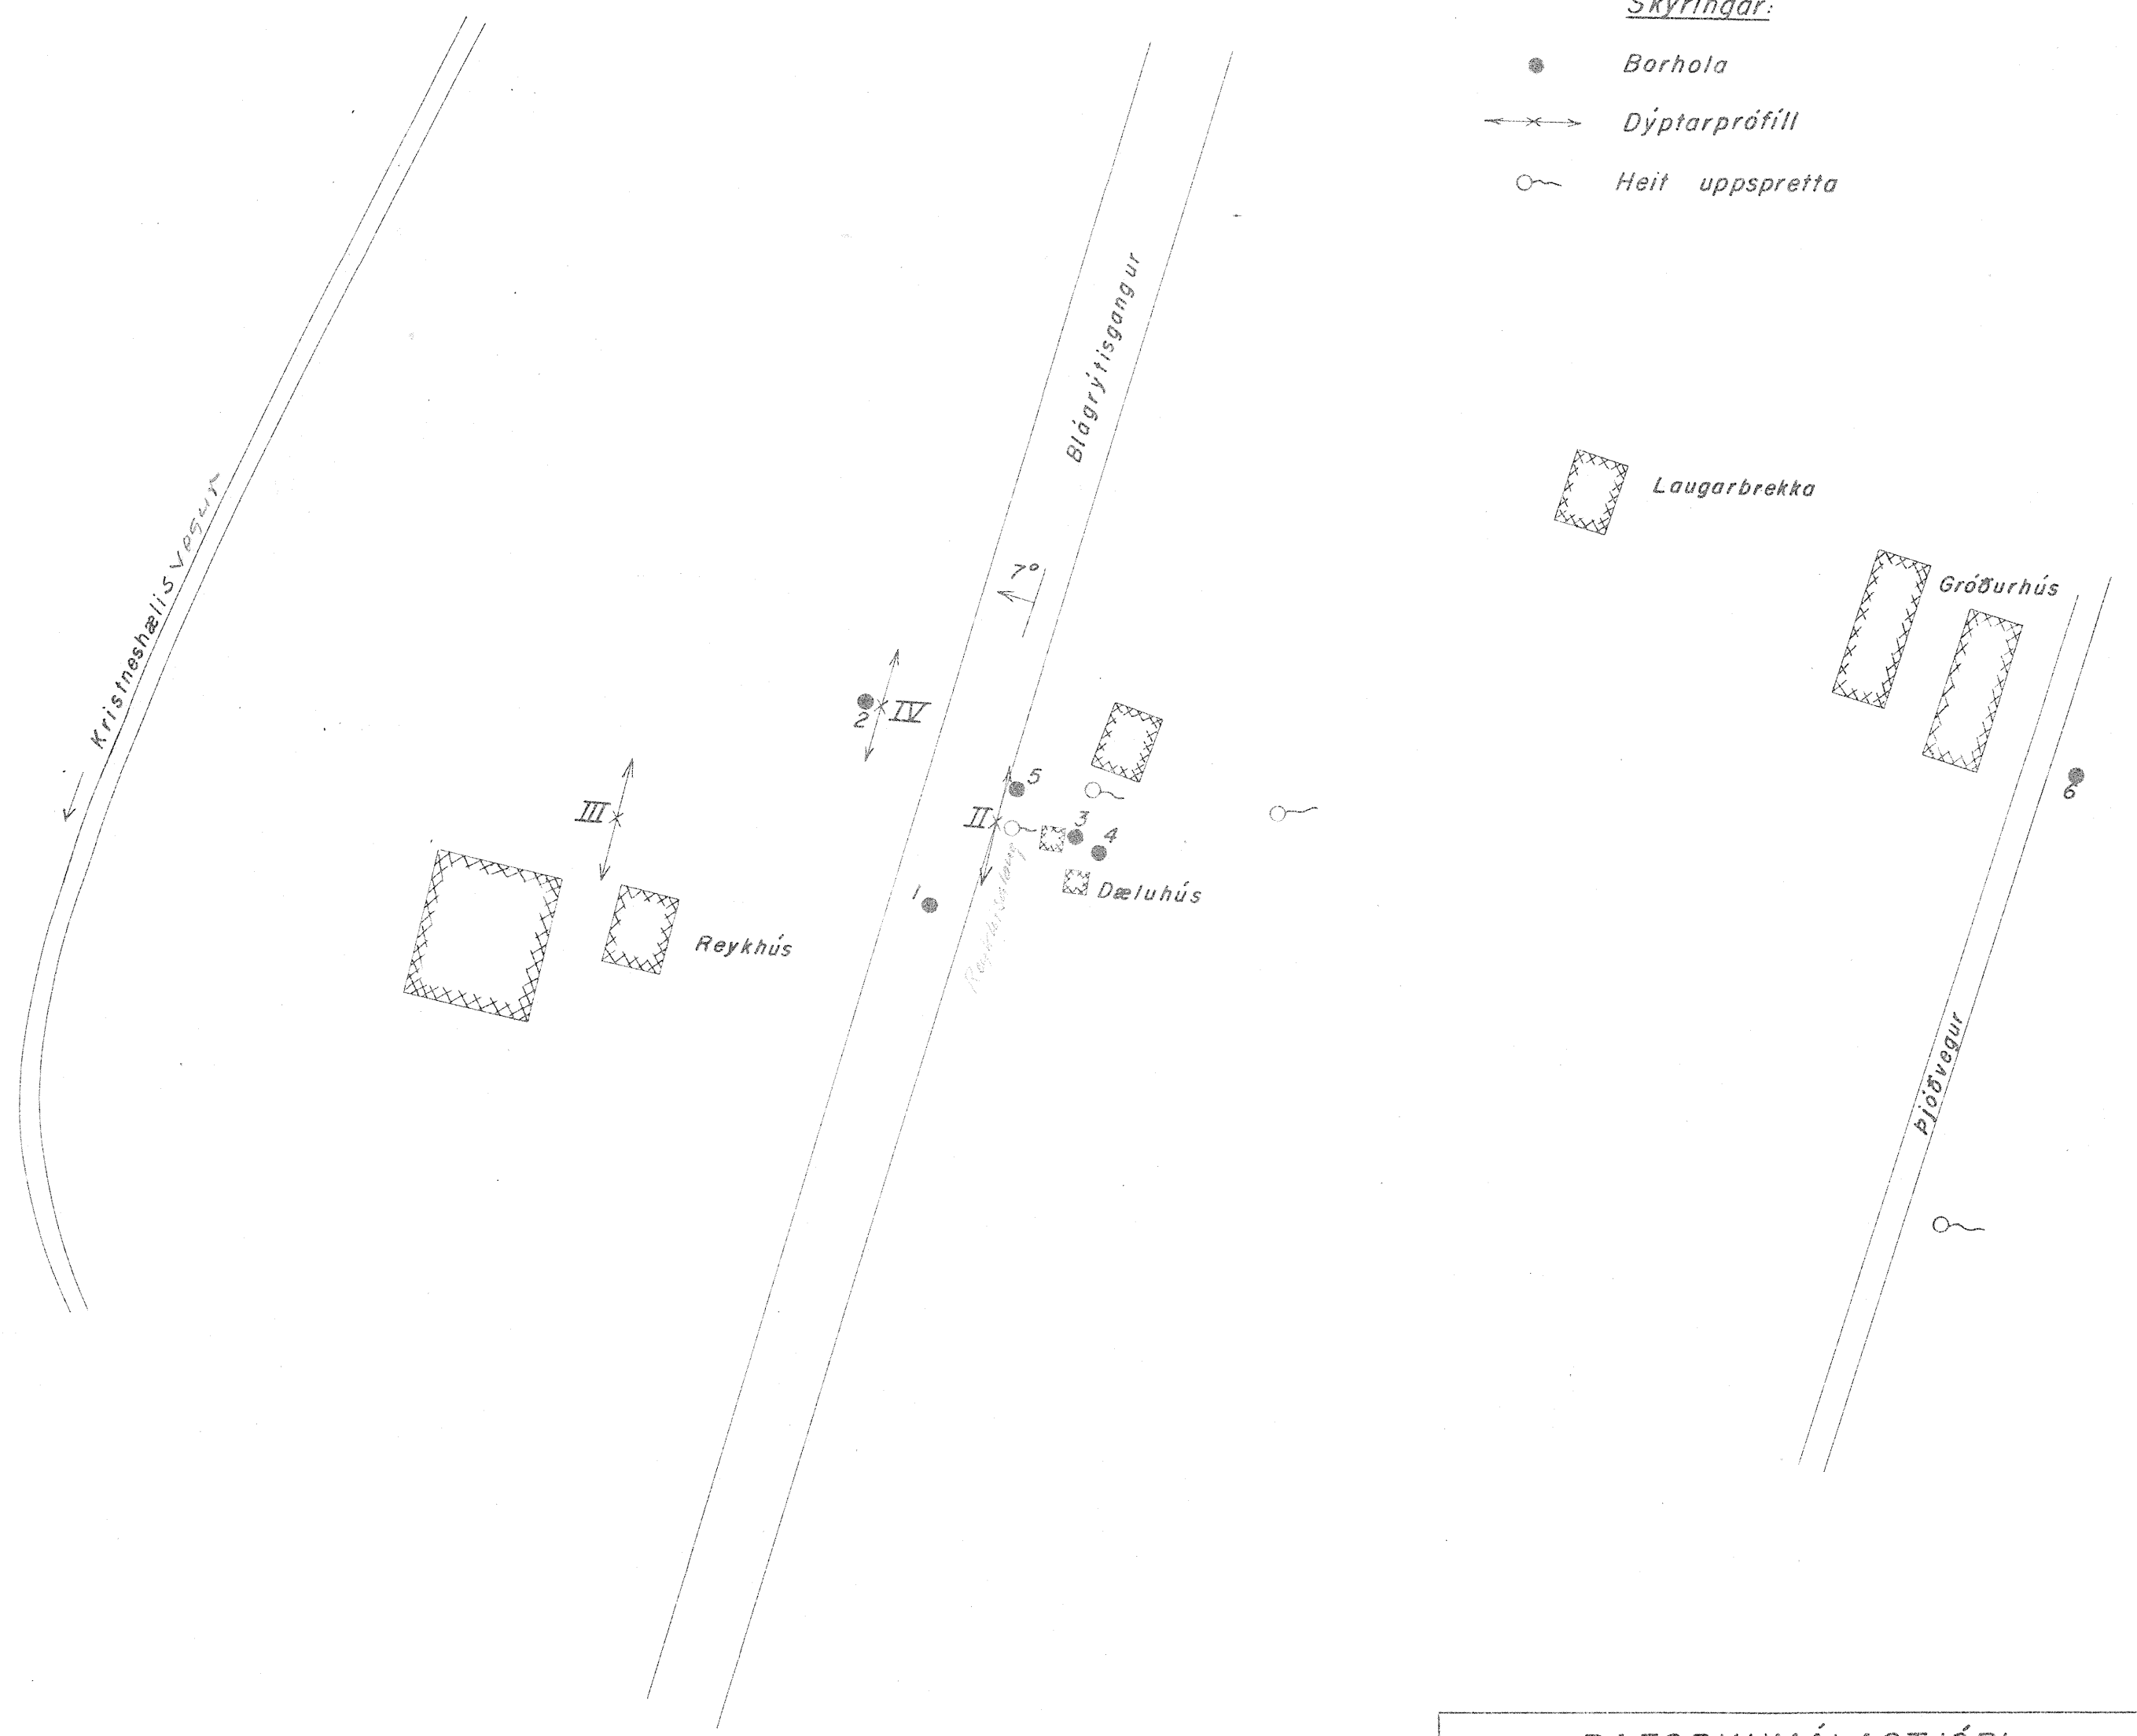 Skýringar:
Borhola
Dýptarprófíll
Heit uppspretta
Blágrýtisgangur
Kristneshælisvegur
Laugarbrekka
Gróðurhús
7°
2
IV
5
6
III
II
3
4
1
Dæluhús
Reykhús
Þjóðvegur